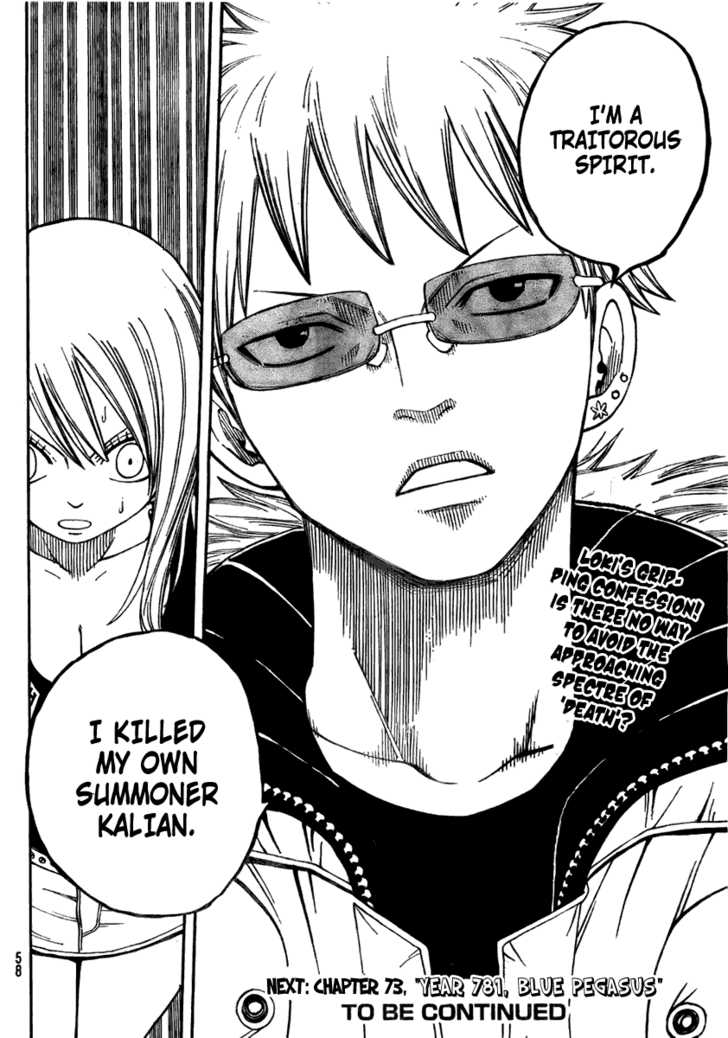 I'M A
TRAITOROUS
SPIRIT.
LOKI'S GRIP-
PING CONFESSION!
IS THERE NO WAY
TO AVOID THE
APPROACHING
SPECTRE OF
'DEATH'?
I KILLED
MY OWN
SUMMONER
KALIAN.
58
NEXT: CHAPTER 73, "YEAR 781, BLUE PEGASUS"
TO BE CONTINUED